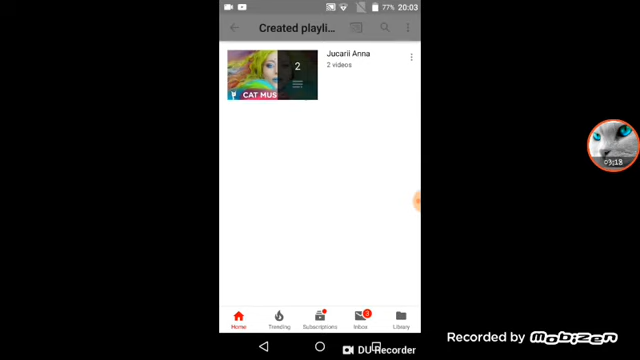 77% 20:03
Created playli...
Jucarii Anna
2 videos
2
CAT MUS
03:18
3
Home Trending Subscriptions Inbox Library
DU Recorder
Recorded by mobizen